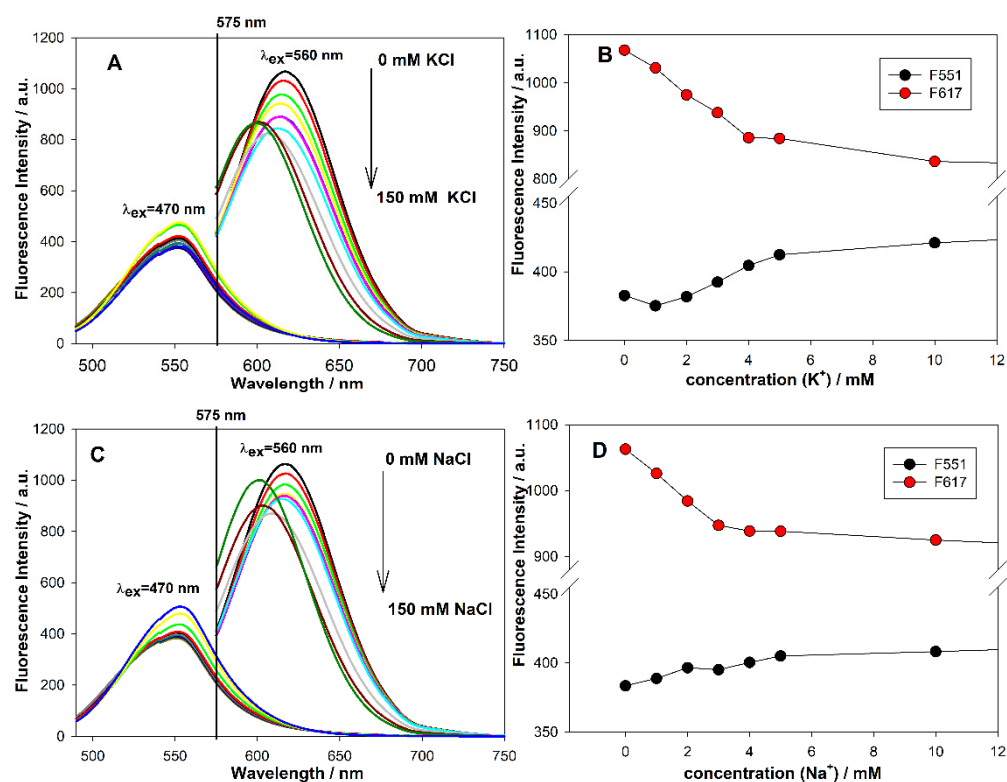 575 nm
A
λex=560 nm
0 mM KCl
150 mM KCl
λex=470 nm
Fluorescence Intensity / a.u.
1200
1000
800
600
400
200
0
500
550
600
650
700
750
Wavelength / nm
B
F551
F617
Fluorescence Intensity / a.u.
1100
1000
900
800
450
400
350
0
2
4
6
8
10
12
concentration (K+) / mM
575 nm
C
λex=560 nm
0 mM NaCl
150 mM NaCl
λex=470 nm
Fluorescence Intensity / a.u.
1200
1000
800
600
400
200
0
500
550
600
650
700
750
Wavelength / nm
D
F551
F617
Fluorescence Intensity / a.u.
1100
1000
900
450
400
350
0
2
4
6
8
10
12
concentration (Na+) / mM